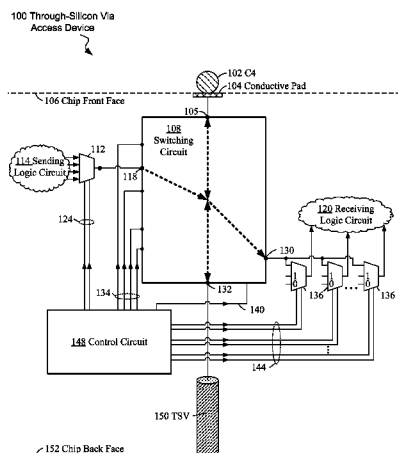 100 Through-Silicon Via
Access Device
102 C4
104 Conductive Pad
106 Chip Front Face
105
108
Switching
Circuit
112
114 Sending
Logic Circuit
118
120 Receiving
Logic Circuit
124
130
132
134
1
0
1
0
1
0
136
136
140
148 Control Circuit
144
150 TSV
152 Chip Back Face